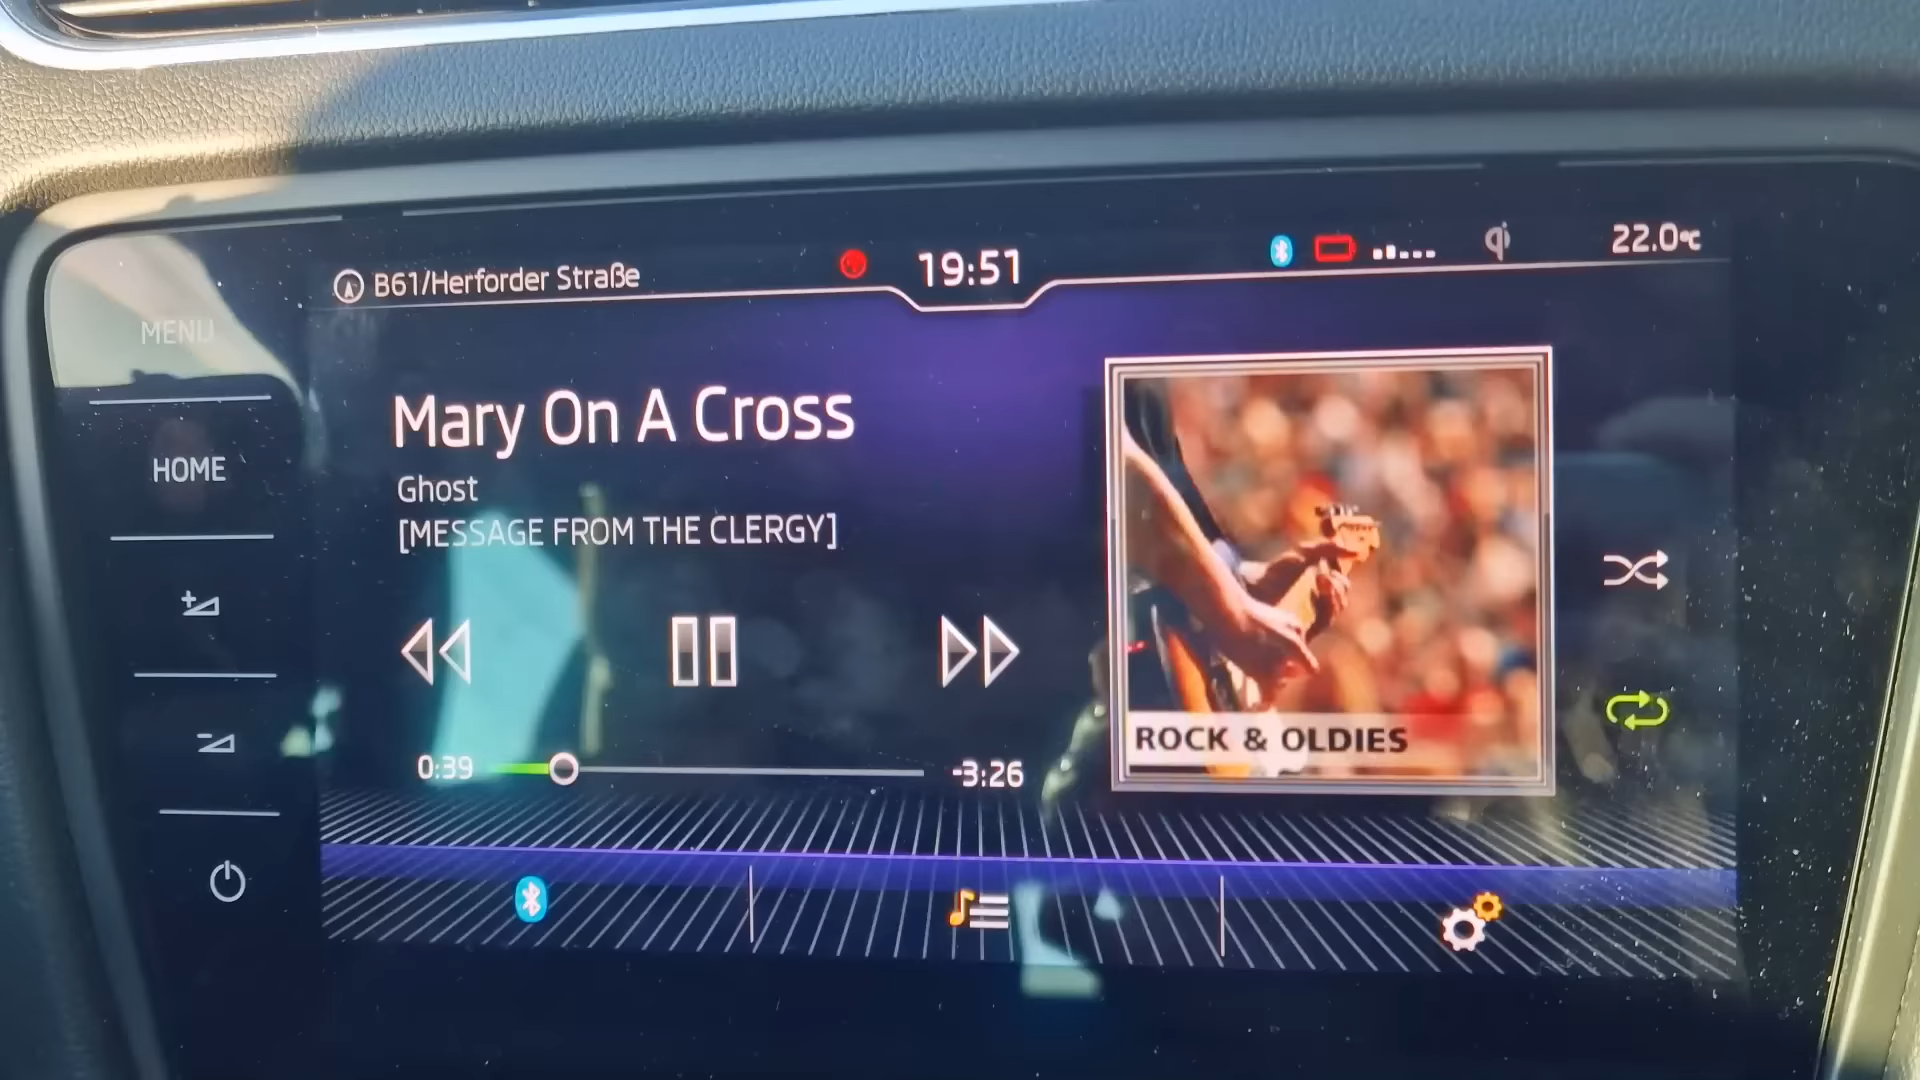 B61/Herforder Straße
19:51
22.0°C
MENU
HOME
Mary On A Cross
Ghost
[MESSAGE FROM THE CLERGY]
0:39
-3:26
ROCK & OLDIES